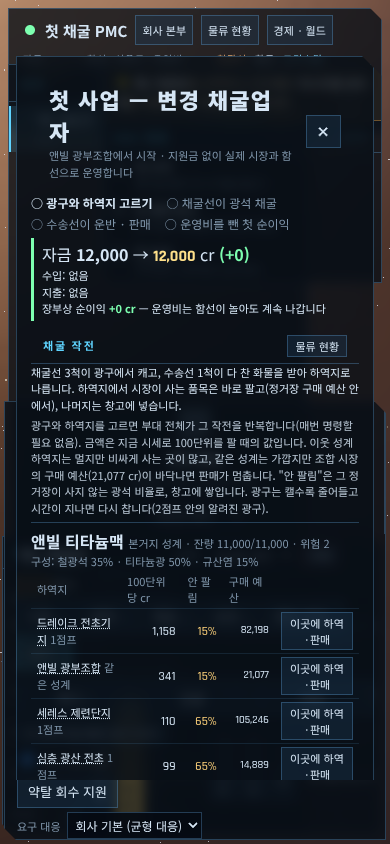 첫 채굴 PMC
회사 본부
물류 현황
경제 · 월드
첫 사업 — 변경 채굴업
자
×
앤빌 광부조합에서 시작 · 지원금 없이 실제 시장과 함
선으로 운영합니다
○ 광구와 하역지 고르기 ○ 채굴선이 광석 채굴
○ 수송선이 운반 · 판매 ○ 운영비를 뺀 첫 순이익
자금 12,000 → 12,000 cr (+0)
수입: 없음
지출: 없음
장부상 순이익 +0 cr — 운영비는 함선이 놀아도 계속 나갑니다
채굴 작전
물류 현황
채굴선 3척이 광구에서 캐고, 수송선 1척이 다 찬 화물을 받아 하역지로
나릅니다. 하역지에서 시장이 사는 품목은 바로 팔고(정거장 구매 예산 안
에서), 나머지는 창고에 넣습니다.
광구와 하역지를 고르면 부대 전체가 그 작전을 반복합니다(매번 명령할
필요 없음). 금액은 지금 시세로 100단위를 팔 때의 값입니다. 이웃 성계
하역지는 멀지만 비싸게 사는 곳이 많고, 같은 성계는 가깝지만 조합 시장
의 구매 예산(21,077 cr)이 바닥나면 판매가 멈춥니다. "안 팔림"은 그 정
거장이 사지 않는 광석 비율로, 창고에 쌓입니다. 광구는 캘수록 줄어들고
시간이 지나면 다시 찹니다(2점프 안의 알려진 광구).
앤빌 티타늄맥 본거지 성계 · 잔량 11,000/11,000 · 위험 2
구성: 철광석 35% · 티타늄광 50% · 규산염 15%
하역지 100단위당 cr 안 팔림 구매 예산
드레이크 전초기지 1점프 1,158 15% 82,198 이곳에 하역 · 판매
앤빌 광부조합 같은 성계 341 15% 21,077 이곳에 하역 · 판매
세레스 제련단지 1점프 110 65% 105,246 이곳에 하역 · 판매
심층 광산 전초 1점프 99 65% 14,889 이곳에 하역 · 판매
약탈 회수 지원
요구 대응
회사 기본 (균형 대응)